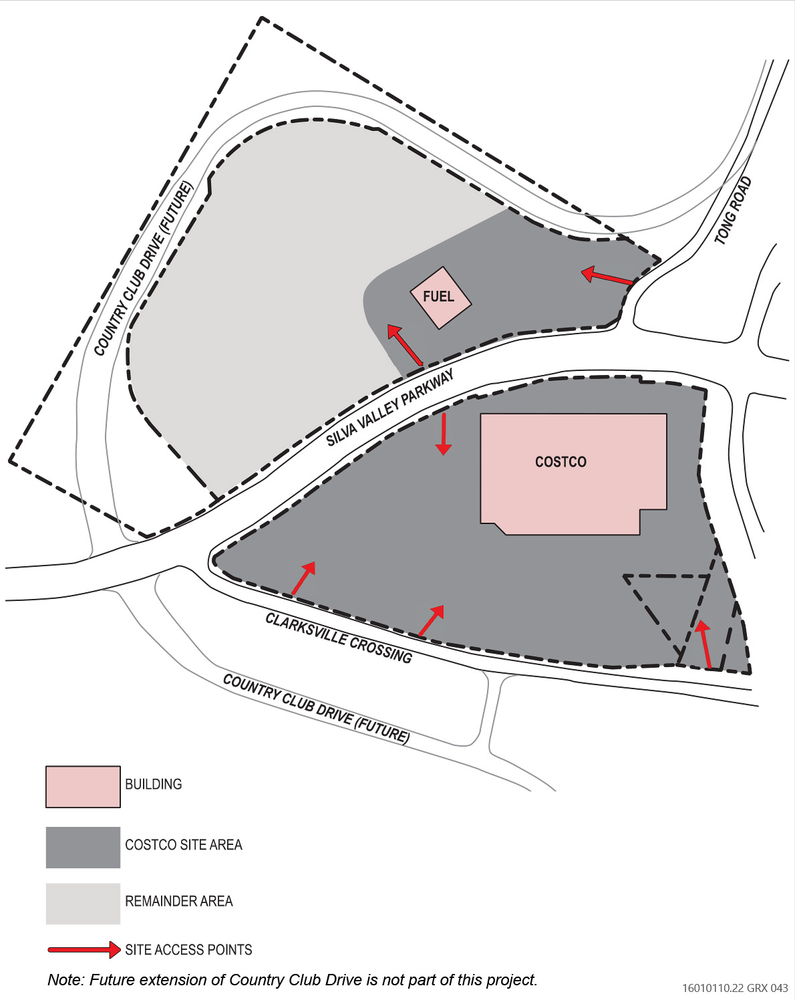 COUNTRY CLUB DRIVE (FUTURE)
TONG ROAD
FUEL
SILVA VALLEY PARKWAY
COSTCO
CLARKSVILLE CROSSING
COUNTRY CLUB DRIVE (FUTURE)
BUILDING
COSTCO SITE AREA
REMAINDER AREA
SITE ACCESS POINTS
Note: Future extension of Country Club Drive is not part of this project.
16010110.22 GRX 043